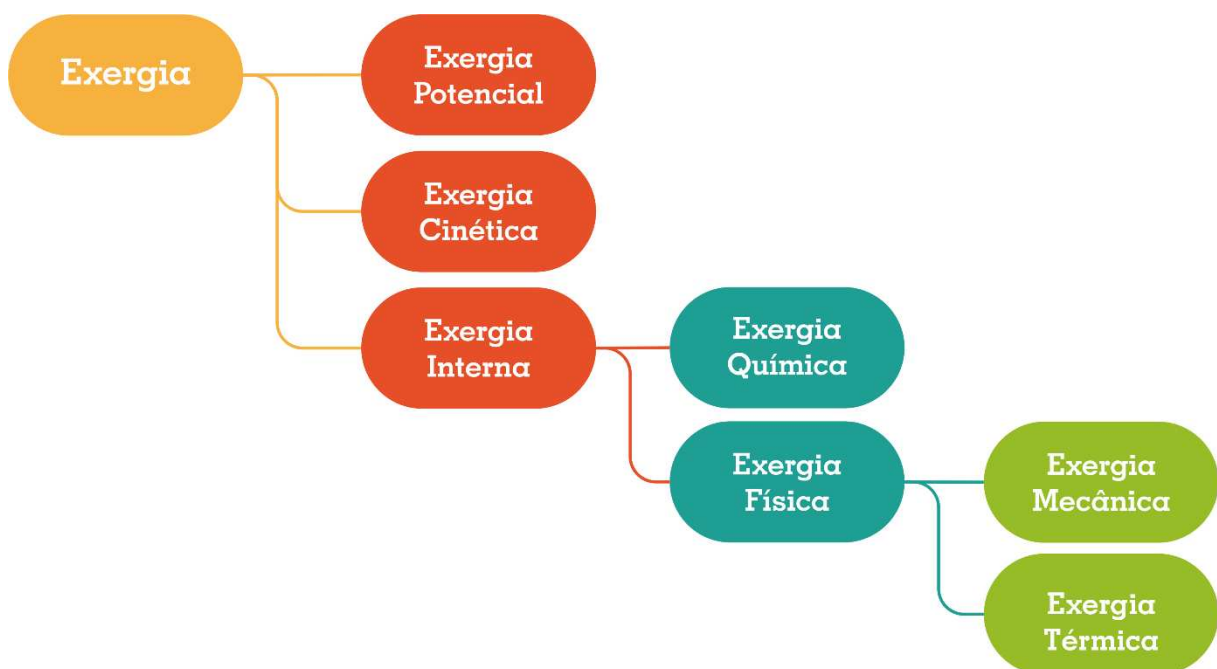 Exergia
Exergia
Potencial
Exergia
Cinética
Exergia
Interna
Exergia
Química
Exergia
Física
Exergia
Mecânica
Exergia
Térmica